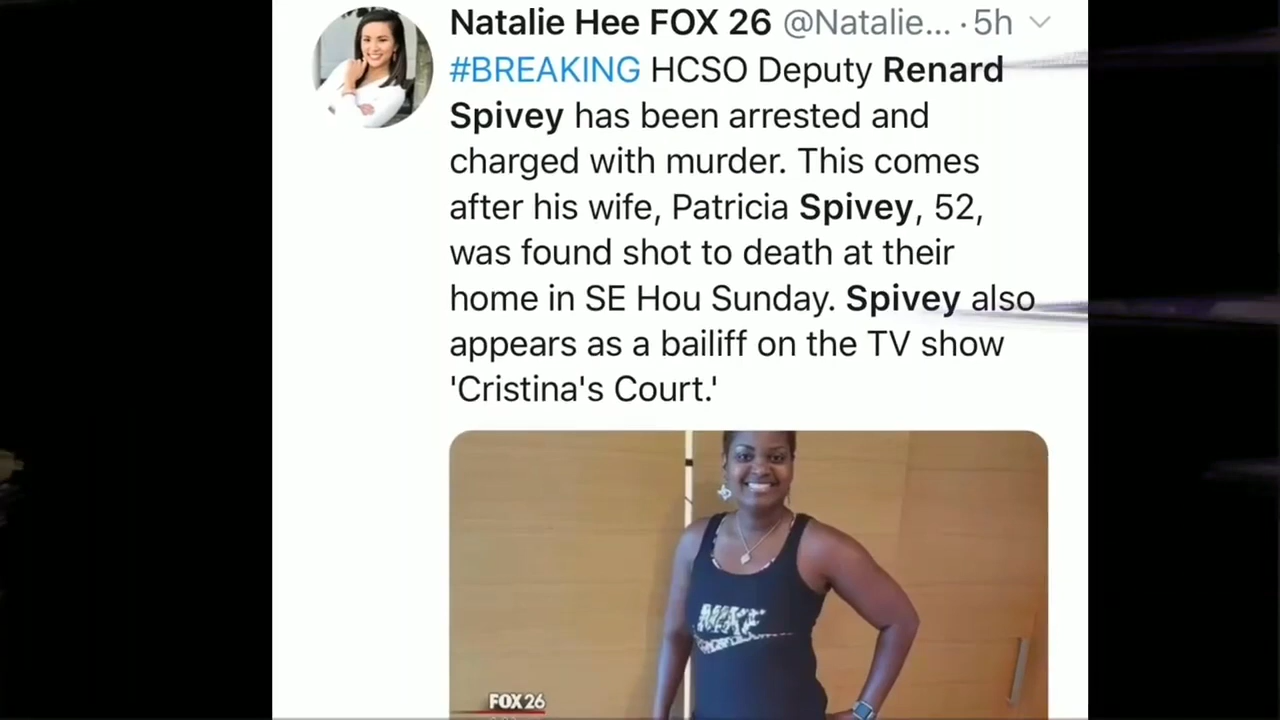 Natalie Hee FOX 26 @Natalie... · 5h
#BREAKING HCSO Deputy Renard
Spivey has been arrested and
charged with murder. This comes
after his wife, Patricia Spivey, 52,
was found shot to death at their
home in SE Hou Sunday. Spivey also
appears as a bailiff on the TV show
'Cristina's Court.'
NIKE
FOX 26